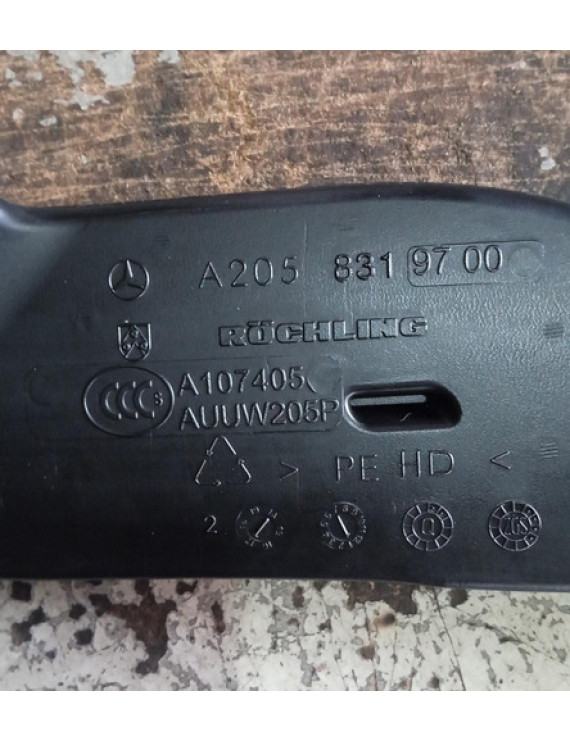 A205 831 97 00
RÖCHLING
CCC S A107405
AUUW205P
> PE HD <
2